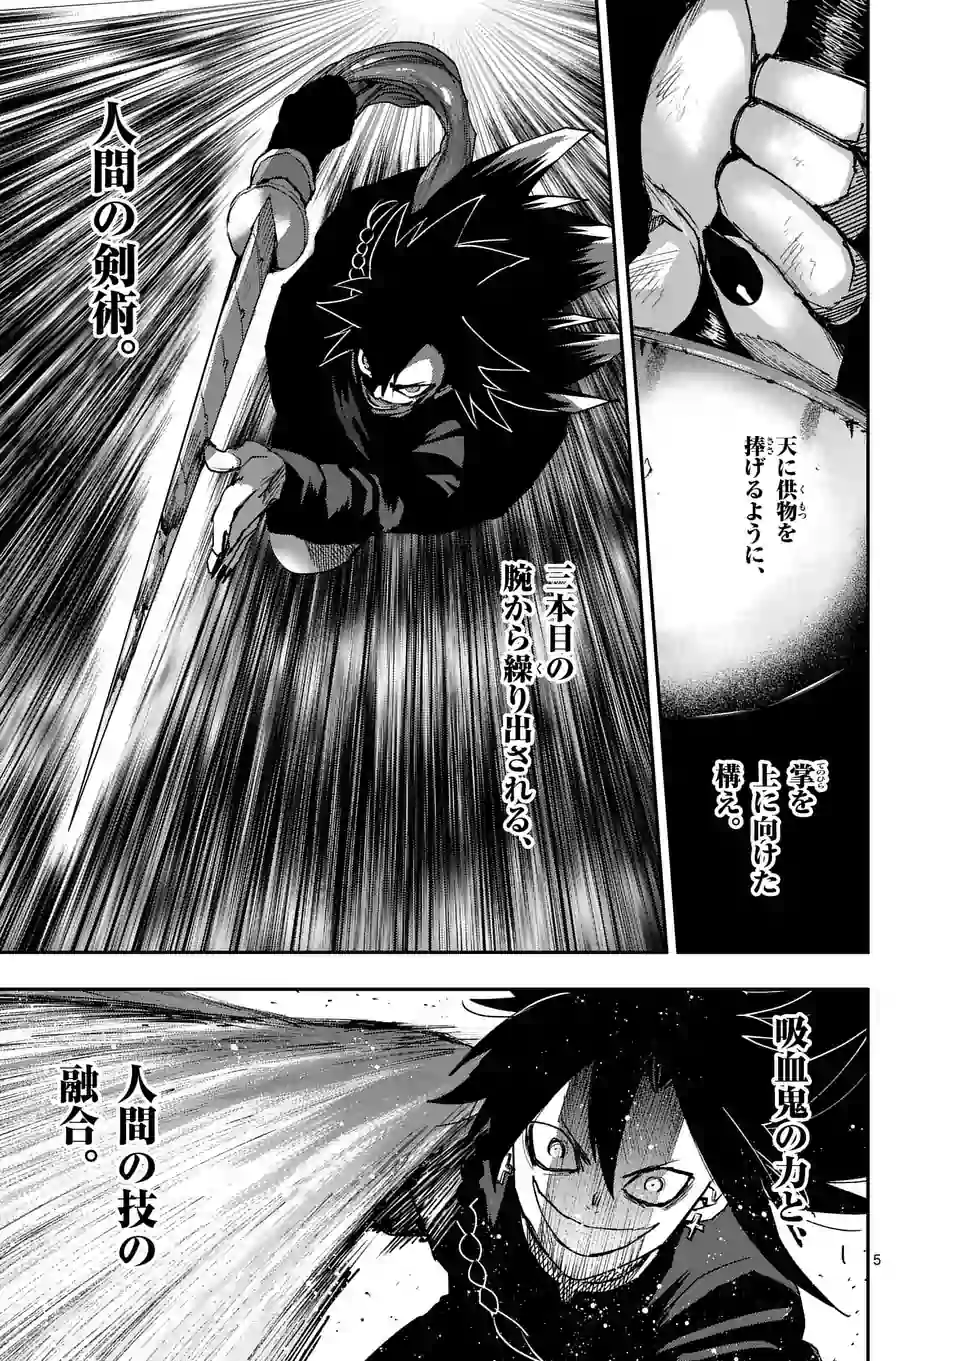 天に供物を
捧げるように、
掌を
上に向けた
構え。
三本目の
腕から繰り出される、
人間の剣術。
吸血鬼の力と、
人間の技の
融合。
5